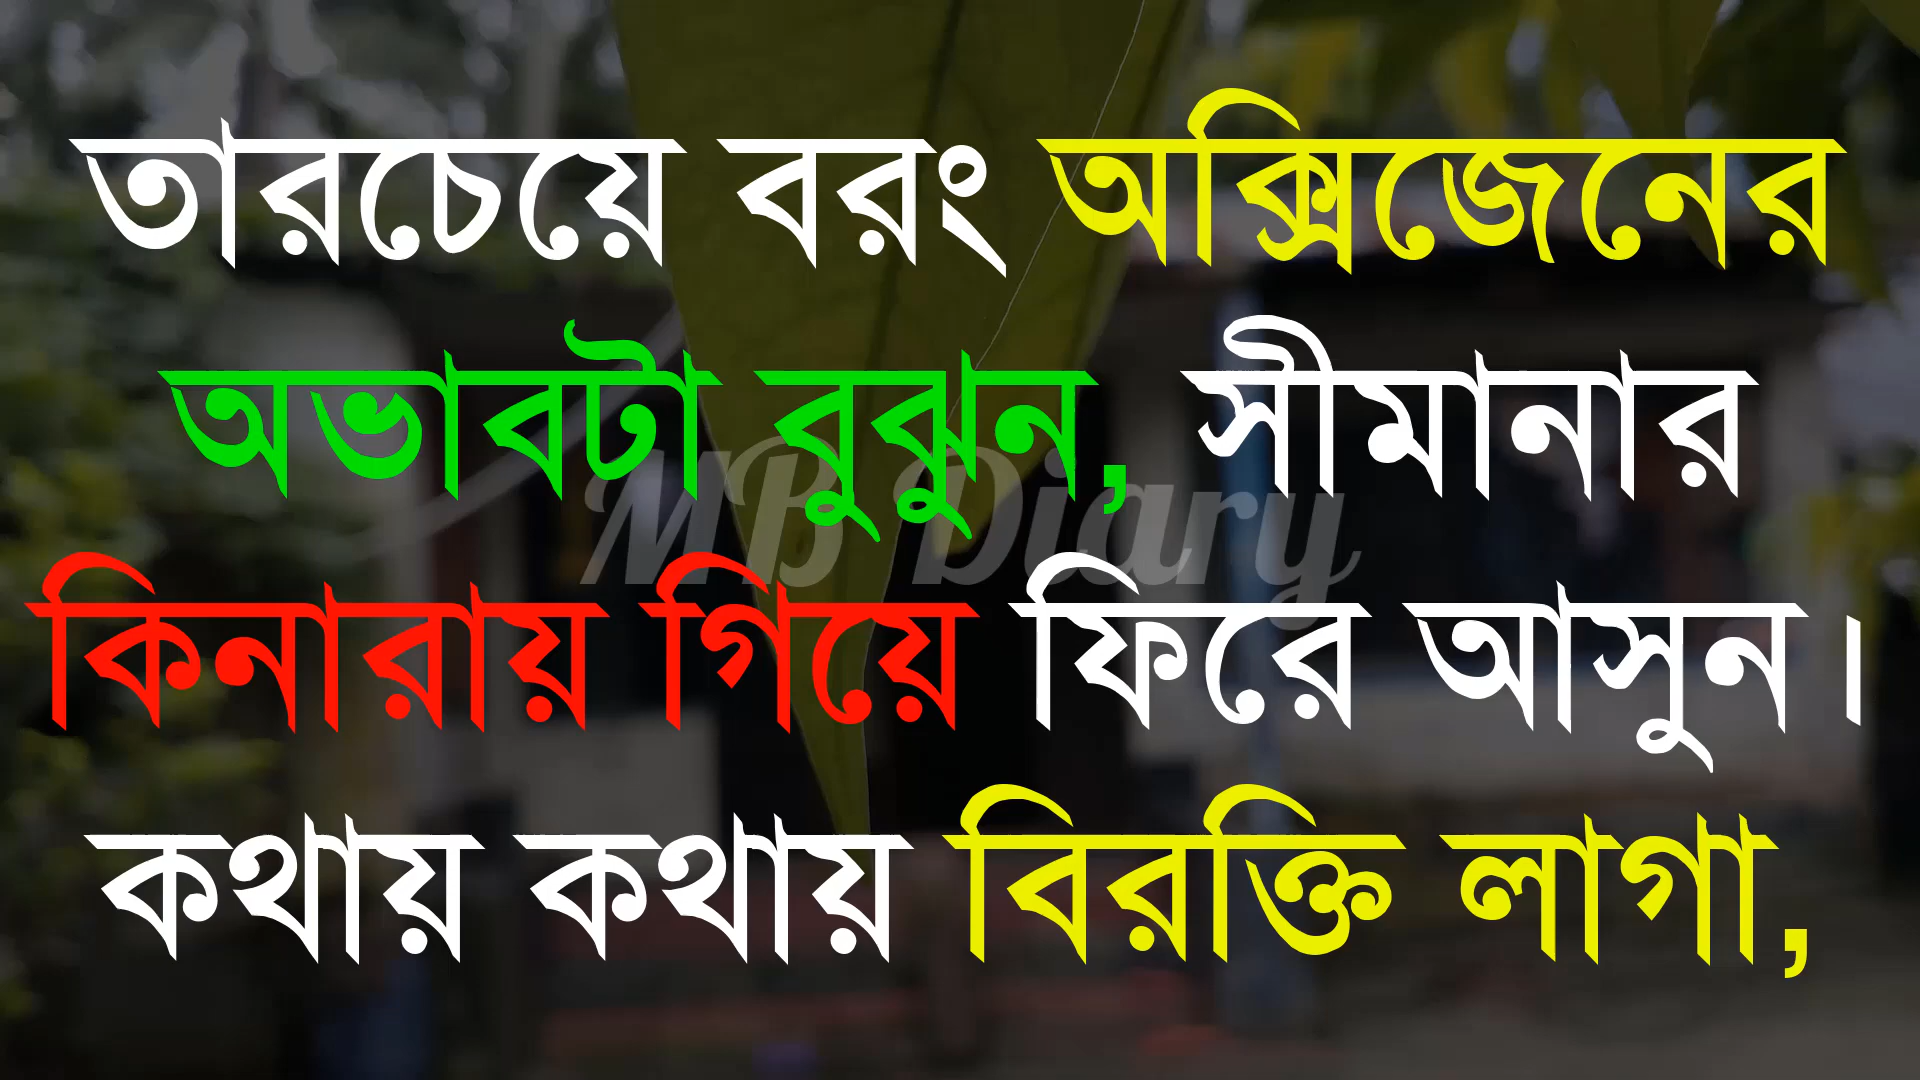 তারচেয়ে বরং অক্সিজেনের
অভাবটা বুঝুন, সীমানার
MB Diary
কিনারায় গিয়ে ফিরে আসুন।
কথায় কথায় বিরক্তি লাগা,